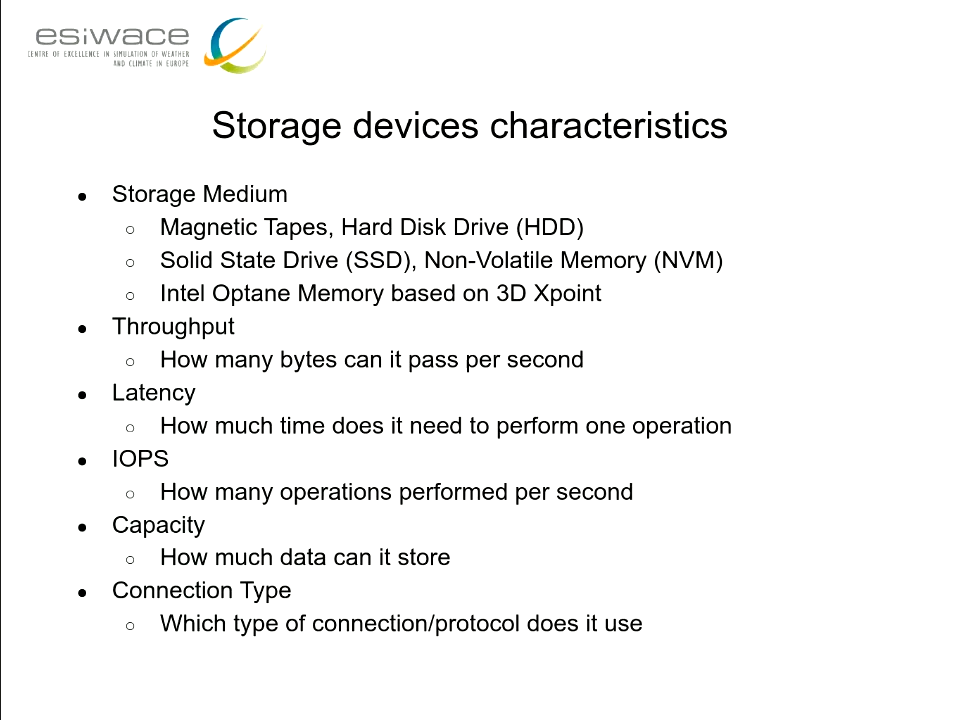 esiwace
CENTRE OF EXCELLENCE IN SIMULATION OF WEATHER
AND CLIMATE IN EUROPE
Storage devices characteristics
● Storage Medium
○ Magnetic Tapes, Hard Disk Drive (HDD)
○ Solid State Drive (SSD), Non-Volatile Memory (NVM)
○ Intel Optane Memory based on 3D Xpoint
● Throughput
○ How many bytes can it pass per second
● Latency
○ How much time does it need to perform one operation
● IOPS
○ How many operations performed per second
● Capacity
○ How much data can it store
● Connection Type
○ Which type of connection/protocol does it use